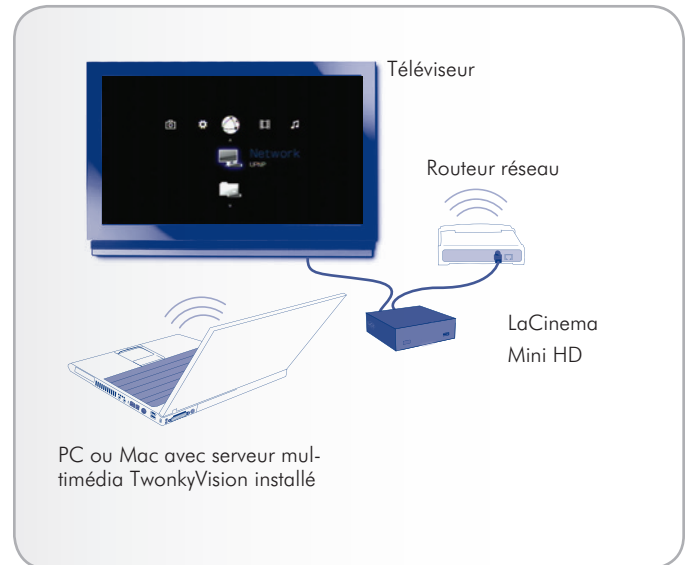 Téléviseur
Network
UPNP
Routeur réseau
LaCinema
Mini HD
PC ou Mac avec serveur mul-
timédia TwonkyVision installé